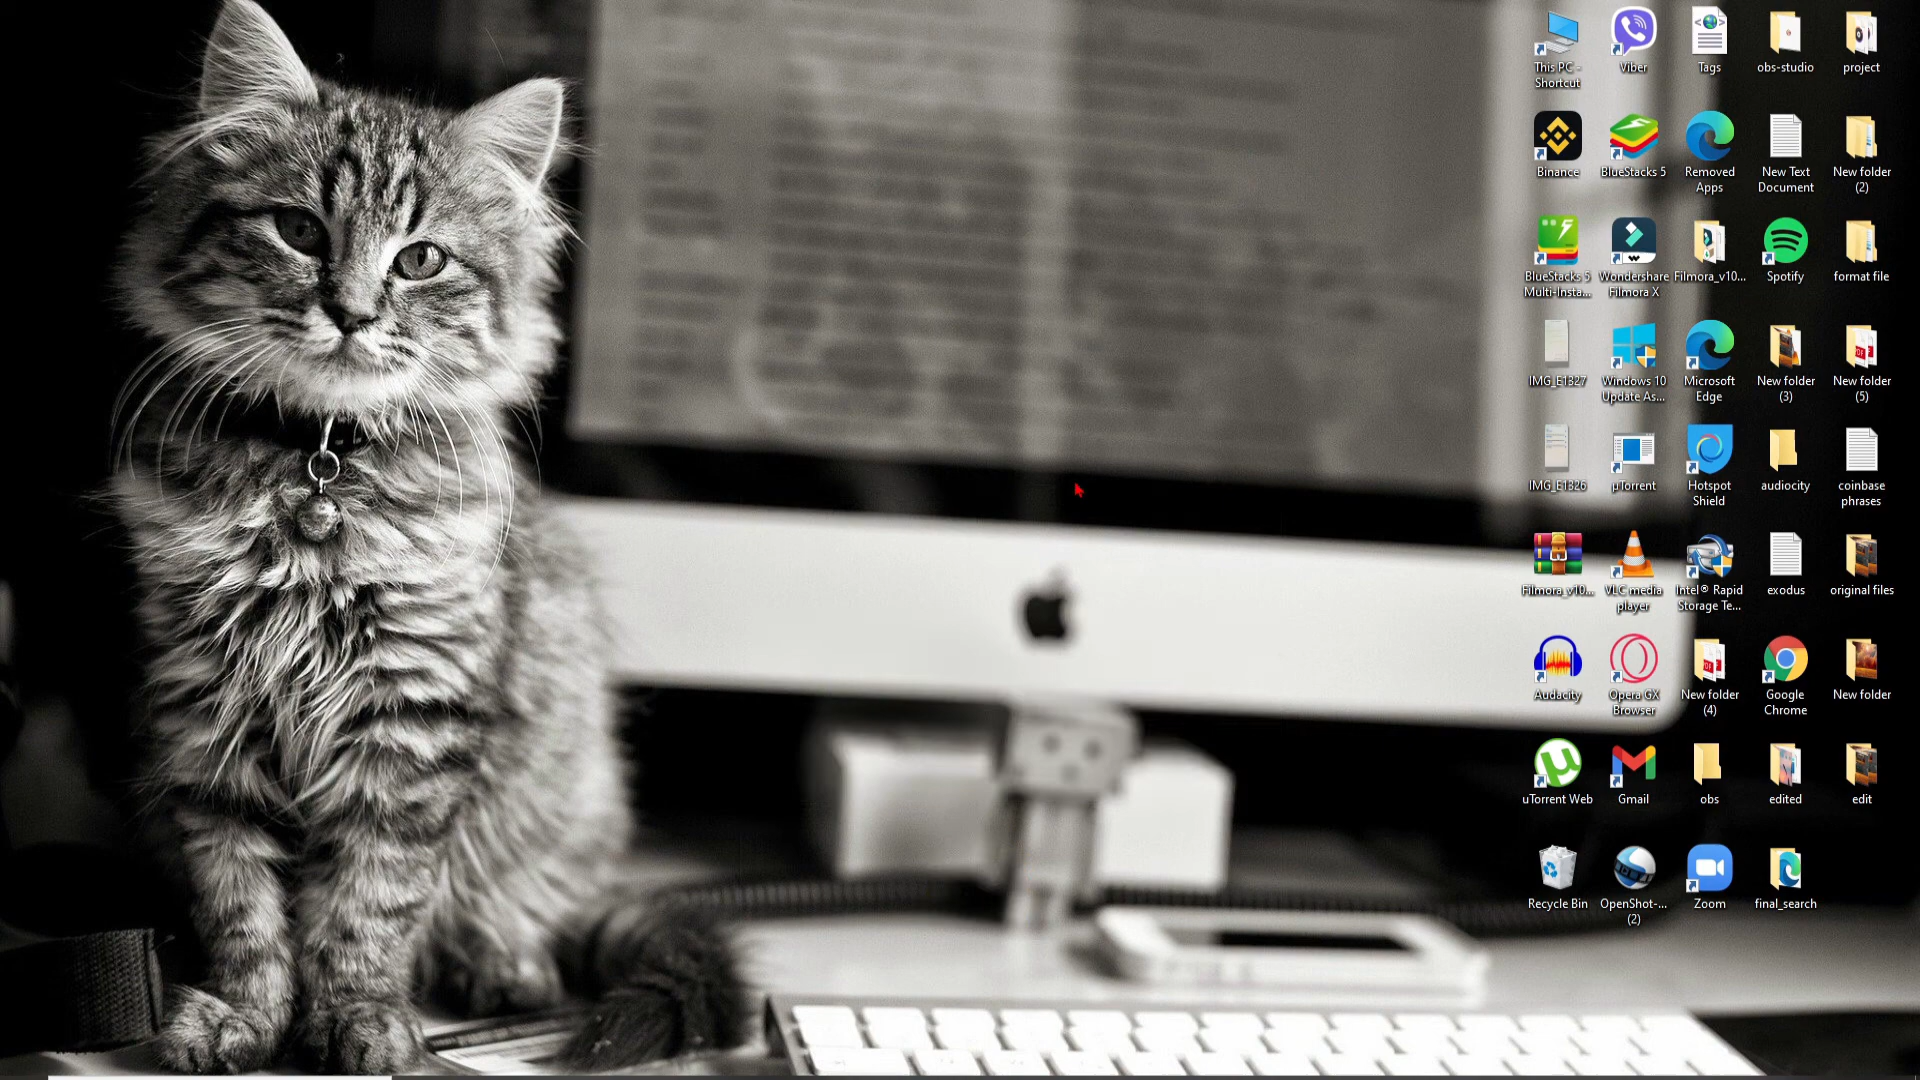 This PC -
Shortcut
Viber
Tags
obs-studio
project
Binance
BlueStacks 5
Removed
Apps
New Text
Document
New folder
(2)
BlueStacks 5
Multi-Insta...
Wondershare
Filmora X
Filmora_v10...
Spotify
format file
IMG_E1327
Windows 10
Update As...
Microsoft
Edge
New folder
(3)
New folder
(5)
IMG_E1326
µTorrent
Hotspot
Shield
audiocity
coinbase
phrases
Filmora_v10...
VLC media
player
Intel® Rapid
Storage Te...
exodus
original files
Audacity
Opera GX
Browser
New folder
(4)
Google
Chrome
New folder
uTorrent Web
Gmail
obs
edited
edit
Recycle Bin
OpenShot-...
(2)
Zoom
final_search